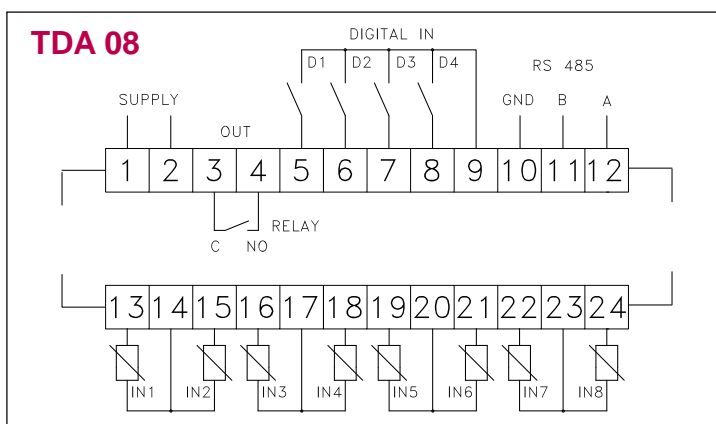 TDA 08
DIGITAL IN
D1 D2 D3 D4
RS 485
SUPPLY
GND B A
OUT
1 2 3 4 5 6 7 8 9 10 11 12
RELAY
C NO
13 14 15 16 17 18 19 20 21 22 23 24
IN1 IN2 IN3 IN4 IN5 IN6 IN7 IN8